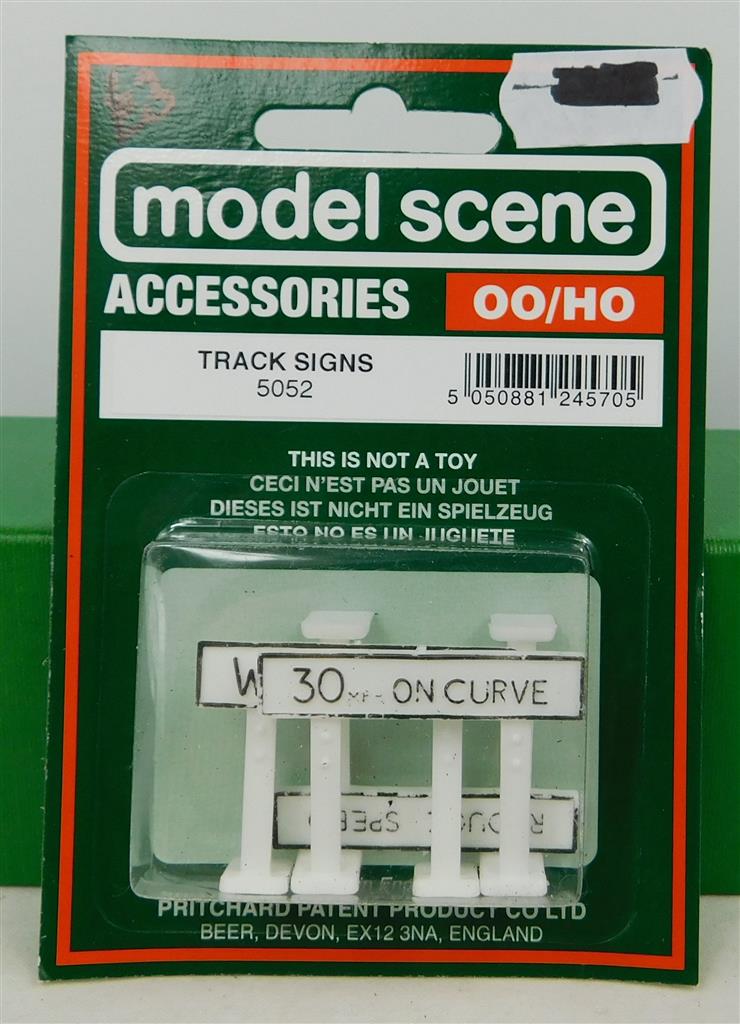 model scene
ACCESSORIES OO/HO
TRACK SIGNS
5052
5 050881 245705
THIS IS NOT A TOY
CECI N'EST PAS UN JOUET
DIESES IST NICHT EIN SPIELZEUG
ESTO NO ES UN JUGUETE
W
30 MPH ON CURVE
SPEED
PRITCHARD PATENT PRODUCT CO LTD
BEER, DEVON, EX12 3NA, ENGLAND